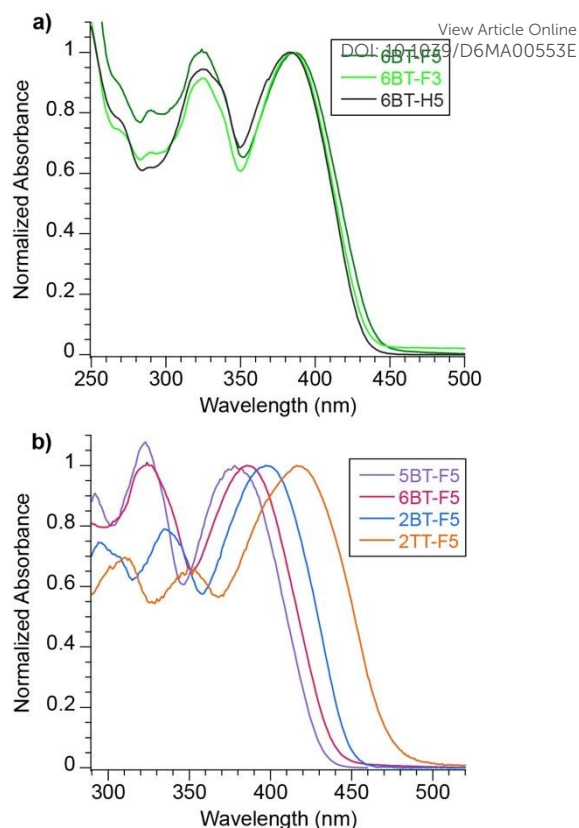 View Article Online
DOI: 10.1039/D6MA00553E
a)
6BT-F5
6BT-F3
6BT-H5
Normalized Absorbance
1
0.8
0.6
0.4
0.2
0
250 300 350 400 450 500
Wavelength (nm)
b)
5BT-F5
6BT-F5
2BT-F5
2TT-F5
Normalized Absorbance
1
0.8
0.6
0.4
0.2
0
300 350 400 450 500
Wavelength (nm)